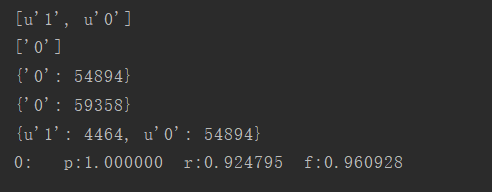 [u'1', u'0']
['0']
{'0': 54894}
{'0': 59358}
{u'1': 4464, u'0': 54894}
0:   p:1.000000  r:0.924795  f:0.960928